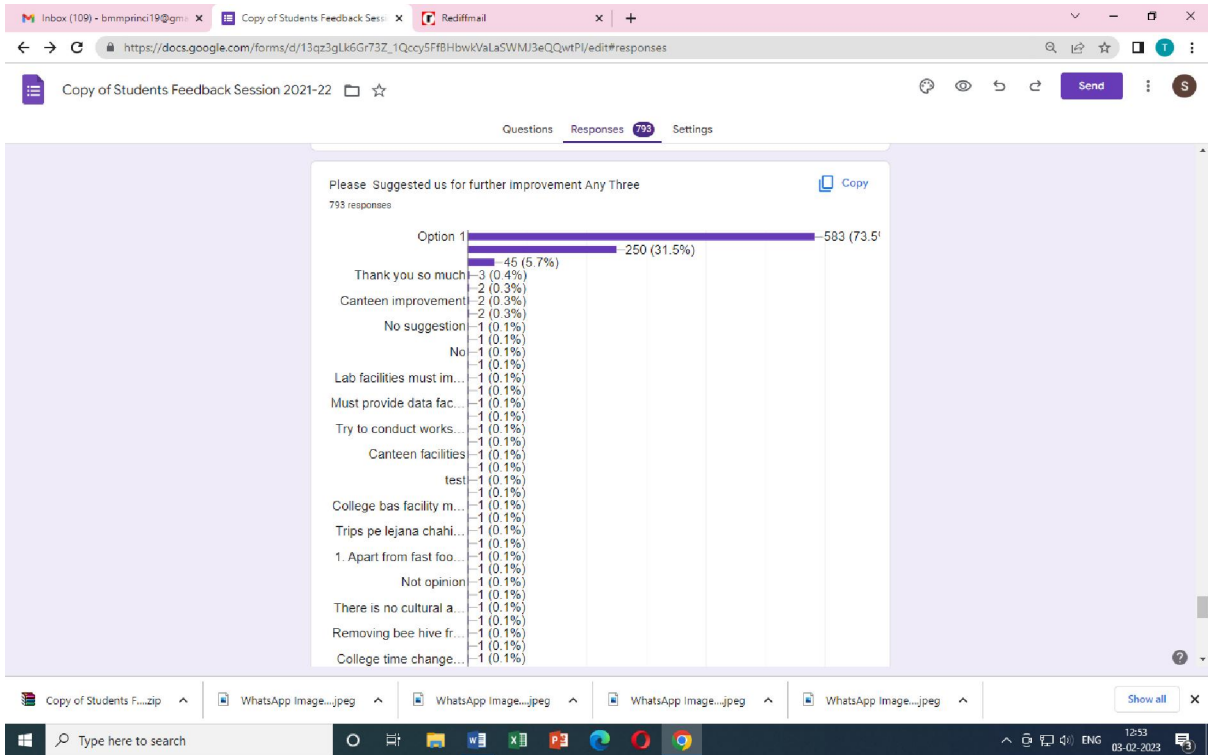 Inbox (109) - bmmprinci19@gma
Copy of Students Feedback Sessi
Rediffmail
https://docs.google.com/forms/d/13qz3gLk6Gr73Z_1Qccy5FfBHbwkVaLaSWMJ3eQQwtPI/edit#responses
T
Copy of Students Feedback Session 2021-22
Send
S
Questions Responses 793 Settings
Please Suggested us for further improvement Any Three
Copy
793 responses
Option 1 583 (73.5
250 (31.5%)
45 (5.7%)
Thank you so much 3 (0.4%)
2 (0.3%)
Canteen improvement 2 (0.3%)
2 (0.3%)
No suggestion 1 (0.1%)
1 (0.1%)
No 1 (0.1%)
1 (0.1%)
Lab facilities must im... 1 (0.1%)
1 (0.1%)
Must provide data fac... 1 (0.1%)
1 (0.1%)
Try to conduct works... 1 (0.1%)
1 (0.1%)
Canteen facilities 1 (0.1%)
1 (0.1%)
test 1 (0.1%)
1 (0.1%)
College bas facility m... 1 (0.1%)
1 (0.1%)
Trips pe lejana chahi... 1 (0.1%)
1 (0.1%)
1. Apart from fast foo... 1 (0.1%)
1 (0.1%)
Not opinion 1 (0.1%)
1 (0.1%)
There is no cultural a... 1 (0.1%)
1 (0.1%)
Removing bee hive fr... 1 (0.1%)
1 (0.1%)
College time change... 1 (0.1%)
Copy of Students F....zip
WhatsApp Image....jpeg
WhatsApp Image....jpeg
WhatsApp Image....jpeg
WhatsApp Image....jpeg
Show all
Type here to search
ENG
12:53
03-02-2023
3